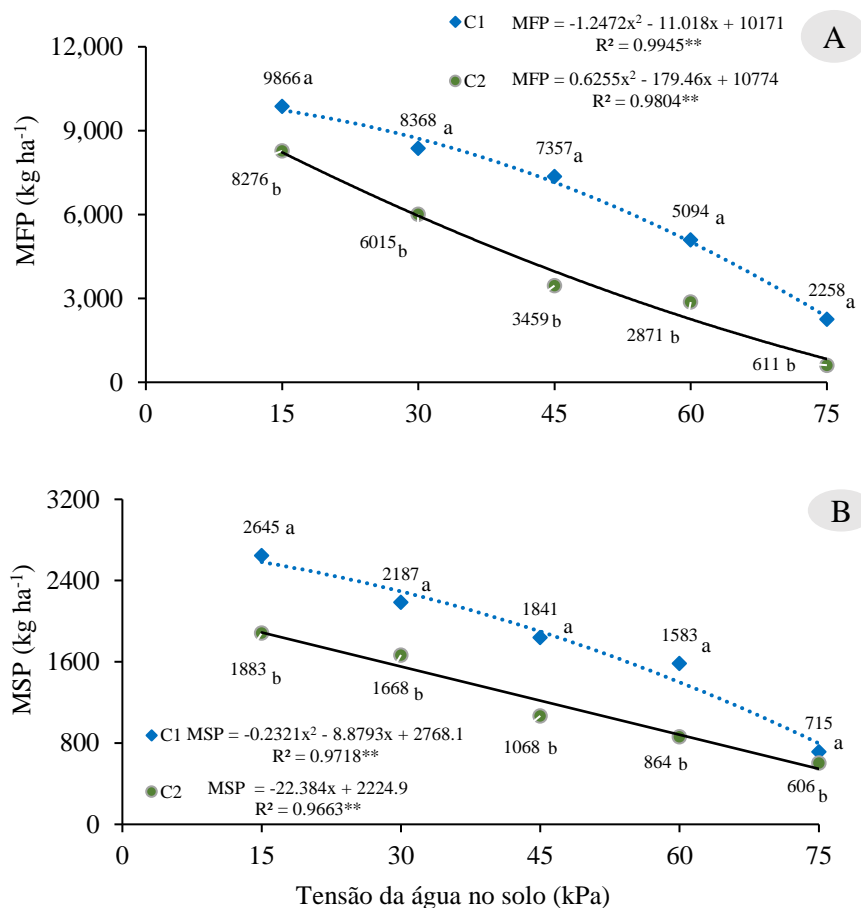 C1 MFP = -1.2472x² - 11.018x + 10171
R² = 0.9945**
A
C2 MFP = 0.6255x² - 179.46x + 10774
R² = 0.9804**
12,000
9866 a
8368 a
7357 a
9,000
8276 b
5094 a
6,000
6015 b
2258 a
3,000
3459 b
2871 b
611 b
0
0 15 30 45 60 75
MFP (kg ha⁻¹)
3200
B
2645 a
2187 a
2400
1841 a
1583 a
1600
1883 b
1668 b
715 a
C1 MSP = -0.2321x² - 8.8793x + 2768.1
R² = 0.9718**
800
1068 b
864 b
606 b
C2 MSP = -22.384x + 2224.9
R² = 0.9663**
0
0 15 30 45 60 75
MSP (kg ha⁻¹)
Tensão da água no solo (kPa)